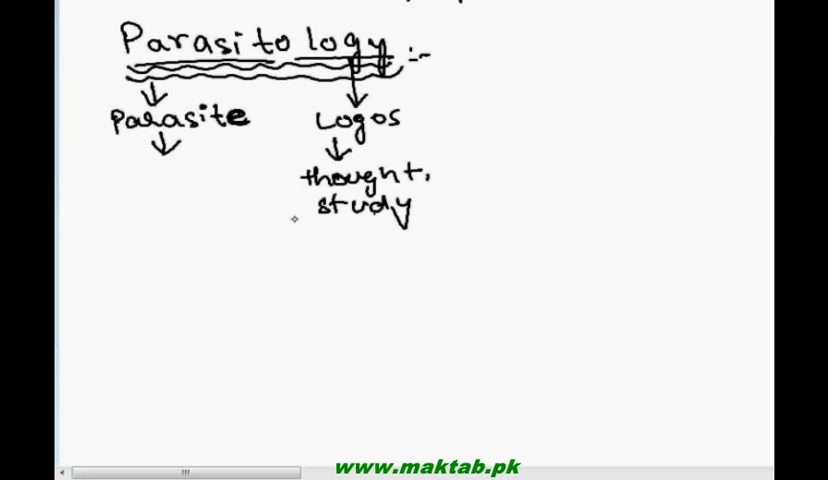 Parasitology :-
Parasite Logos
thought,
study
www.maktab.pk